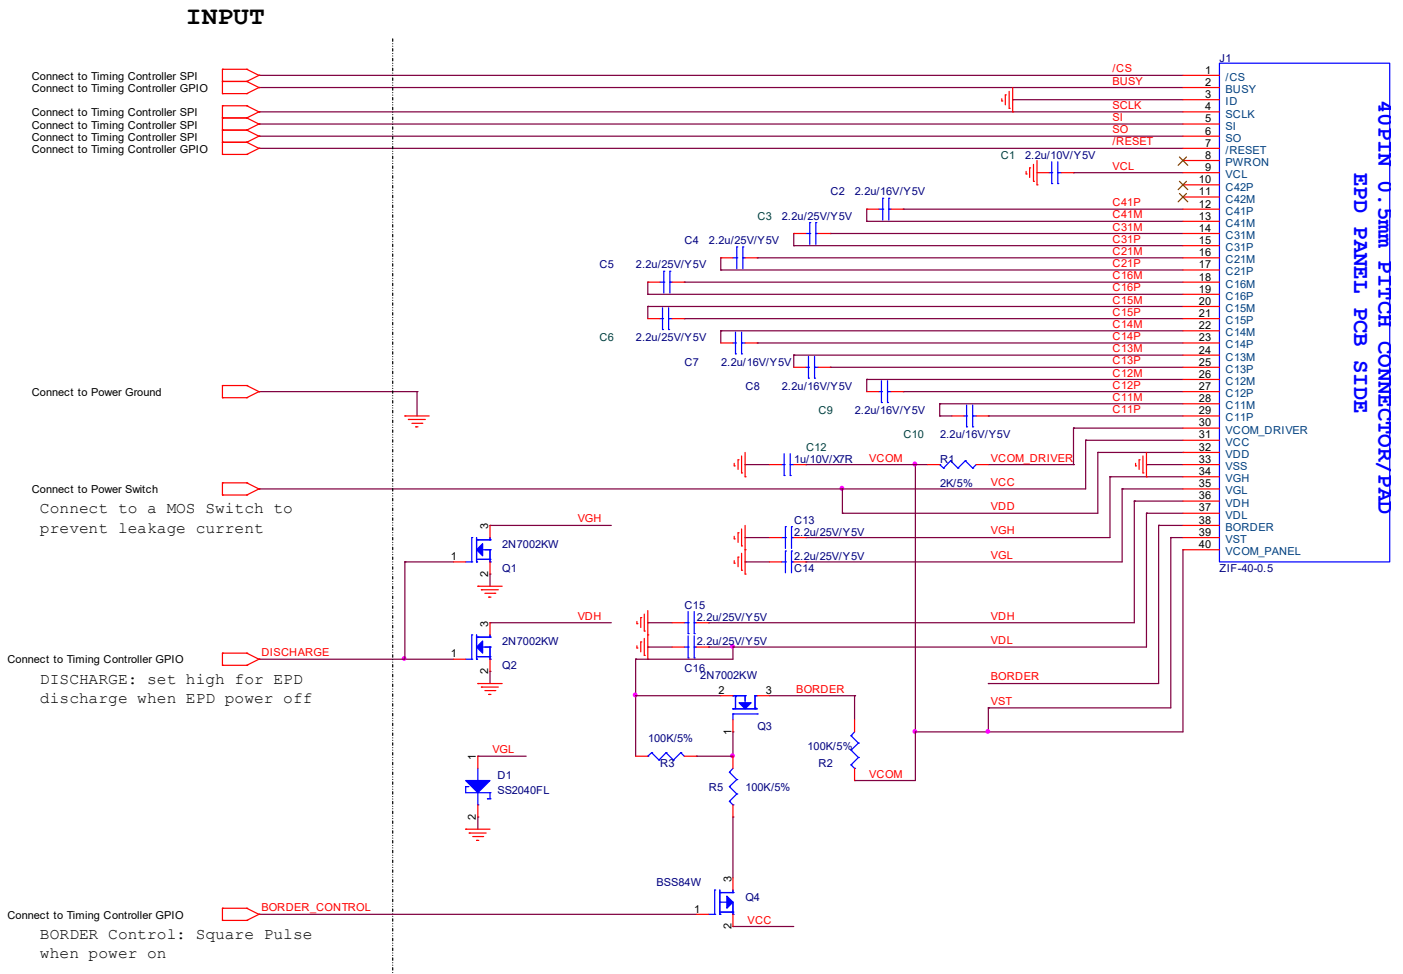 INPUT
Connect to Timing Controller SPI
Connect to Timing Controller GPIO
Connect to Timing Controller SPI
Connect to Timing Controller SPI
Connect to Timing Controller SPI
Connect to Timing Controller GPIO
Connect to Power Ground
Connect to Power Switch
Connect to a MOS Switch to
prevent leakage current
Connect to Timing Controller GPIO
DISCHARGE
DISCHARGE: set high for EPD
discharge when EPD power off
Connect to Timing Controller GPIO
BORDER_CONTROL
BORDER Control: Square Pulse
when power on
3
VGH
2N7002KW
1
Q1
2
3
VDH
2N7002KW
1
Q2
2
1
VGL
D1
SS2040FL
2
C1 2.2u/10V/Y5V
C2 2.2u/16V/Y5V
C3 2.2u/25V/Y5V
C4 2.2u/25V/Y5V
C5 2.2u/25V/Y5V
2.2u/25V/Y5V
C6
2.2u/16V/Y5V
C7
2.2u/16V/Y5V
C8
2.2u/16V/Y5V
C9
2.2u/16V/Y5V
C10
C12
1u/10V/X7R
VCOM
R1
2K/5%
VCOM_DRIVER
VCC
VDD
C13
2.2u/25V/Y5V
VGH
2.2u/25V/Y5V
C14
VGL
C15
2.2u/25V/Y5V
VDH
2.2u/25V/Y5V
C16
VDL
2N7002KW
2
3
BORDER
Q3
1
100K/5%
R3
R5
100K/5%
100K/5%
R2
VCOM
BORDER
VST
BSS84W
3
Q4
1
2
VCC
/CS
BUSY
SCLK
SI
SO
/RESET
VCL
C41P
C41M
C31M
C31P
C21M
C21P
C16M
C16P
C15M
C15P
C14M
C14P
C13M
C13P
C12M
C12P
C11M
C11P
J1
1 /CS
2 BUSY
3 ID
4 SCLK
5 SI
6 SO
7 /RESET
8 PWRON
9 VCL
10 C42P
11 C42M
12 C41P
13 C41M
14 C31M
15 C31P
16 C21M
17 C21P
18 C16M
19 C16P
20 C15M
21 C15P
22 C14M
23 C14P
24 C13M
25 C13P
26 C12M
27 C12P
28 C11M
29 C11P
30 VCOM_DRIVER
31 VCC
32 VDD
33 VSS
34 VGH
35 VGL
36 VDH
37 VDL
38 BORDER
39 VST
40 VCOM_PANEL
ZIF-40-0.5
40PIN 0.5mm PITCH CONNECTOR/PAD
EPD PANEL PCB SIDE